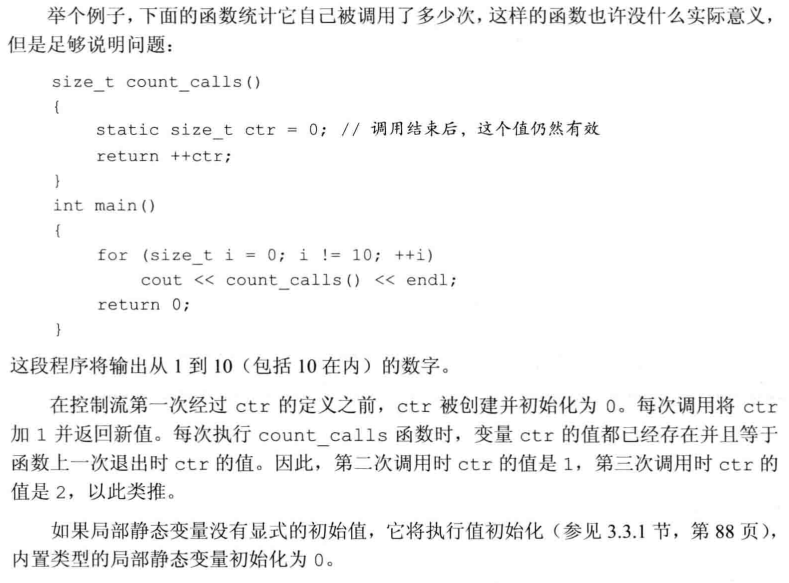 举个例子，下面的函数统计它自己被调用了多少次，这样的函数也许没什么实际意义，
但是足够说明问题：
size_t count_calls()
{
    static size_t ctr = 0; // 调用结束后，这个值仍然有效
    return ++ctr;
}
int main()
{
    for (size_t i = 0; i != 10; ++i)
        cout << count_calls() << endl;
    return 0;
}
这段程序将输出从 1 到 10（包括 10 在内）的数字。
在控制流第一次经过 ctr 的定义之前，ctr 被创建并初始化为 0。每次调用将 ctr
加 1 并返回新值。每次执行 count_calls 函数时，变量 ctr 的值都已经存在并且等于
函数上一次退出时 ctr 的值。因此，第二次调用时 ctr 的值是 1，第三次调用时 ctr 的
值是 2，以此类推。
如果局部静态变量没有显式的初始值，它将执行值初始化（参见 3.3.1 节，第 88 页），
内置类型的局部静态变量初始化为 0。